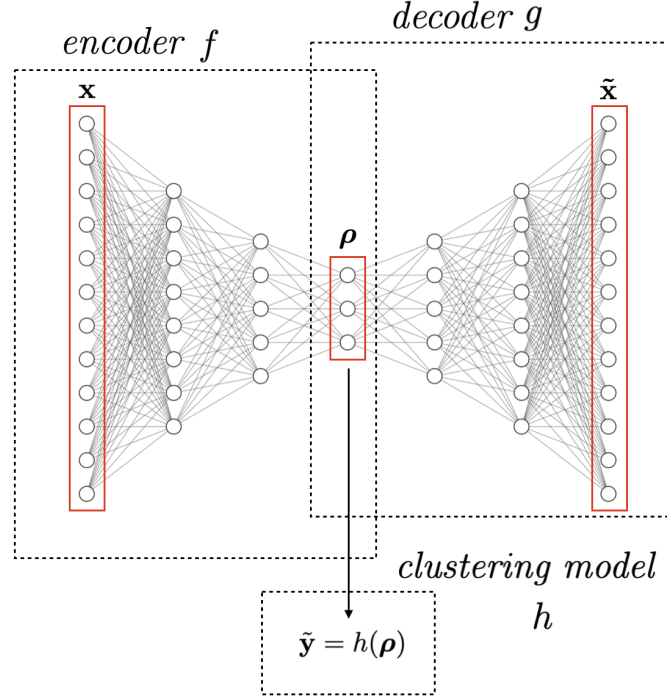 decoder g
encoder f
𝐱
𝐱̃
𝛒
clustering model
h
𝐲̃ = h(𝛒)